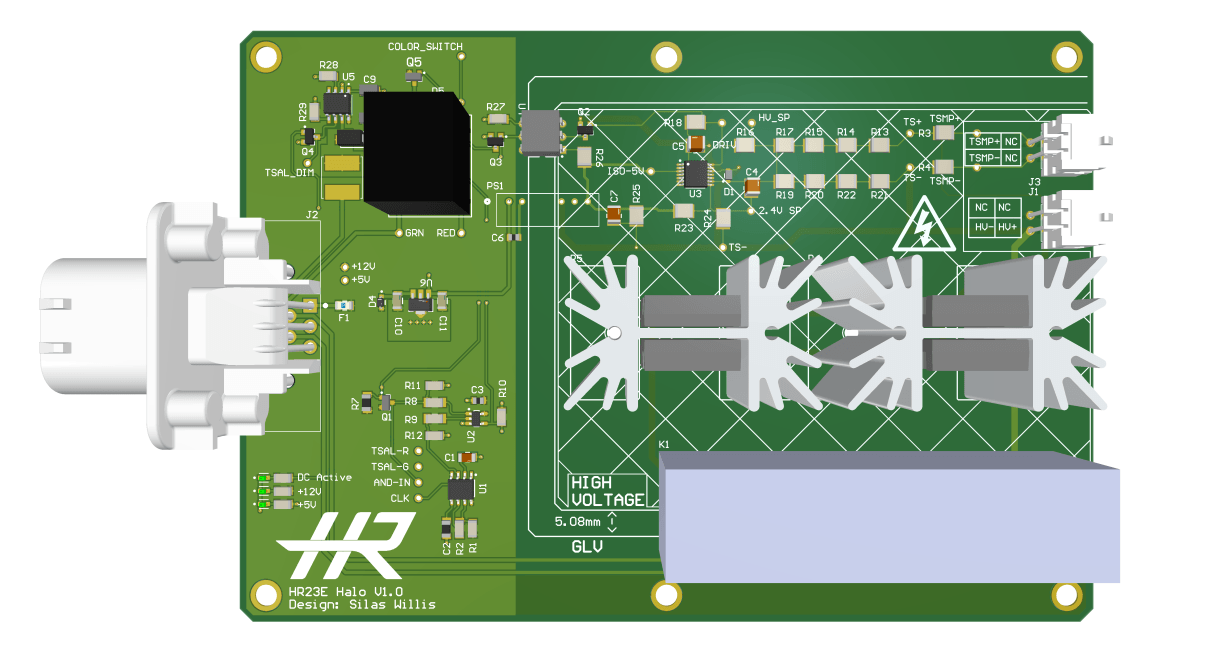 COLOR_SWITCH
R28
U5
C9
Q5
D5
R29
Q4
TSAL_DIM
J2
R27
Q3
U
Q2
R26
PS1
C6
GRN
RED
+12V
+5V
F1
D4
C10
U6
C11
R18
HV_SP
C5
DRIV
R16
R17
R15
R14
R13
TS+
R3
TSMP+
TSMP+ NC
TSMP- NC
ISO-5V
U3
D1
C4
R19
R20
R22
R21
TS-
R4
TSMP-
J3
J1
NC NC
HV- HV+
C7
R25
R23
R24
2.4V SP
TS-
R5
R7
Q1
R11
R8
R9
R12
C3
U2
R10
TSAL-R
TSAL-G
AND-IN
CLK
C1
U1
C2
R2
R1
DC Active
+12V
+5V
K1
HIGH
VOLTAGE
5.08mm
GLV
HR
HR23E Halo V1.0
Design: Silas Willis